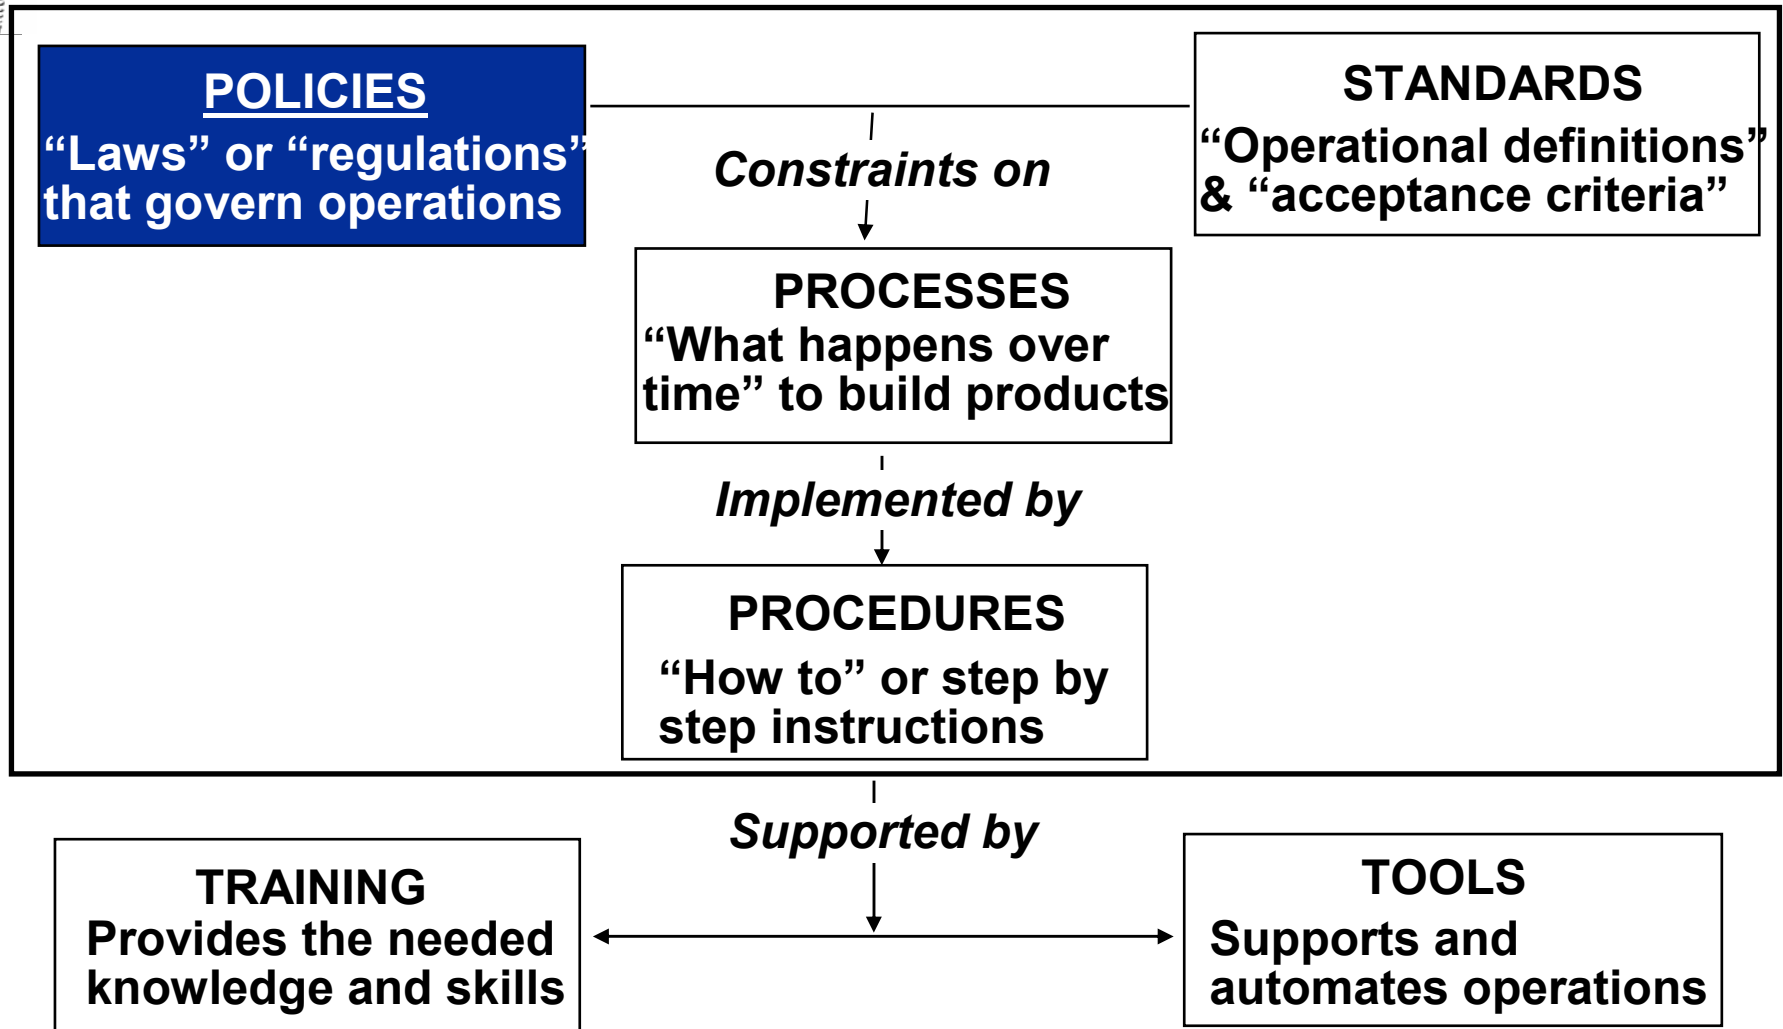 POLICIES
“Laws” or “regulations”
that govern operations
STANDARDS
“Operational definitions”
& “acceptance criteria”
Constraints on
PROCESSES
“What happens over
time” to build products
Implemented by
PROCEDURES
“How to” or step by
step instructions
Supported by
TRAINING
Provides the needed
knowledge and skills
TOOLS
Supports and
automates operations